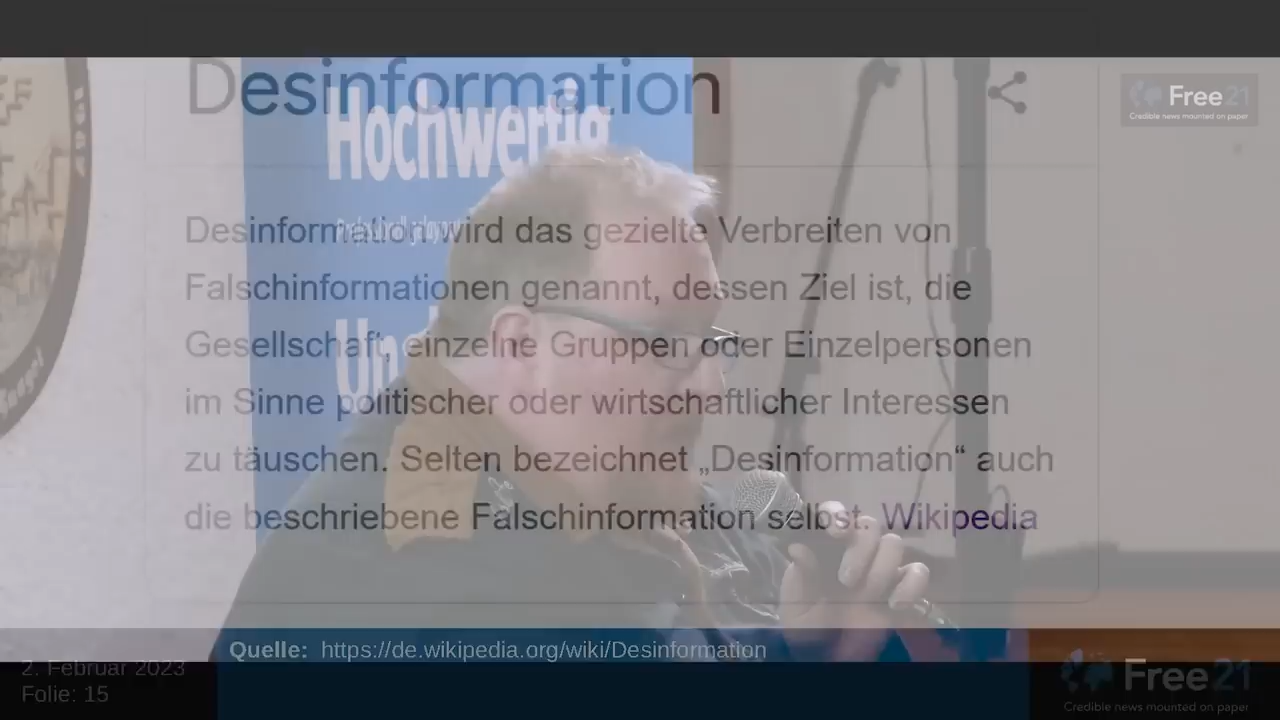 Desinformation
Free21
Credible news mounted on paper
Hochwertig
Desinformation wird das gezielte Verbreiten von
Falschinformationen genannt, dessen Ziel ist, die
Gesellschaft, einzelne Gruppen oder Einzelpersonen
im Sinne politischer oder wirtschaftlicher Interessen
zu täuschen. Selten bezeichnet „Desinformation“ auch
die beschriebene Falschinformation selbst. Wikipedia
Quelle: https://de.wikipedia.org/wiki/Desinformation
2. Februar 2023
Folie: 15
Free21
Credible news mounted on paper